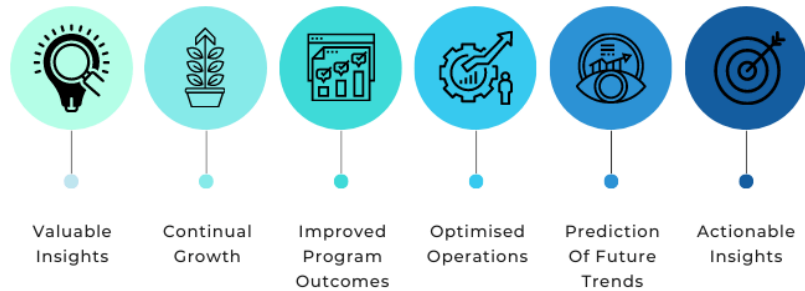 Valuable
Insights
Continual
Growth
Improved
Program
Outcomes
Optimised
Operations
Prediction
Of Future
Trends
Actionable
Insights